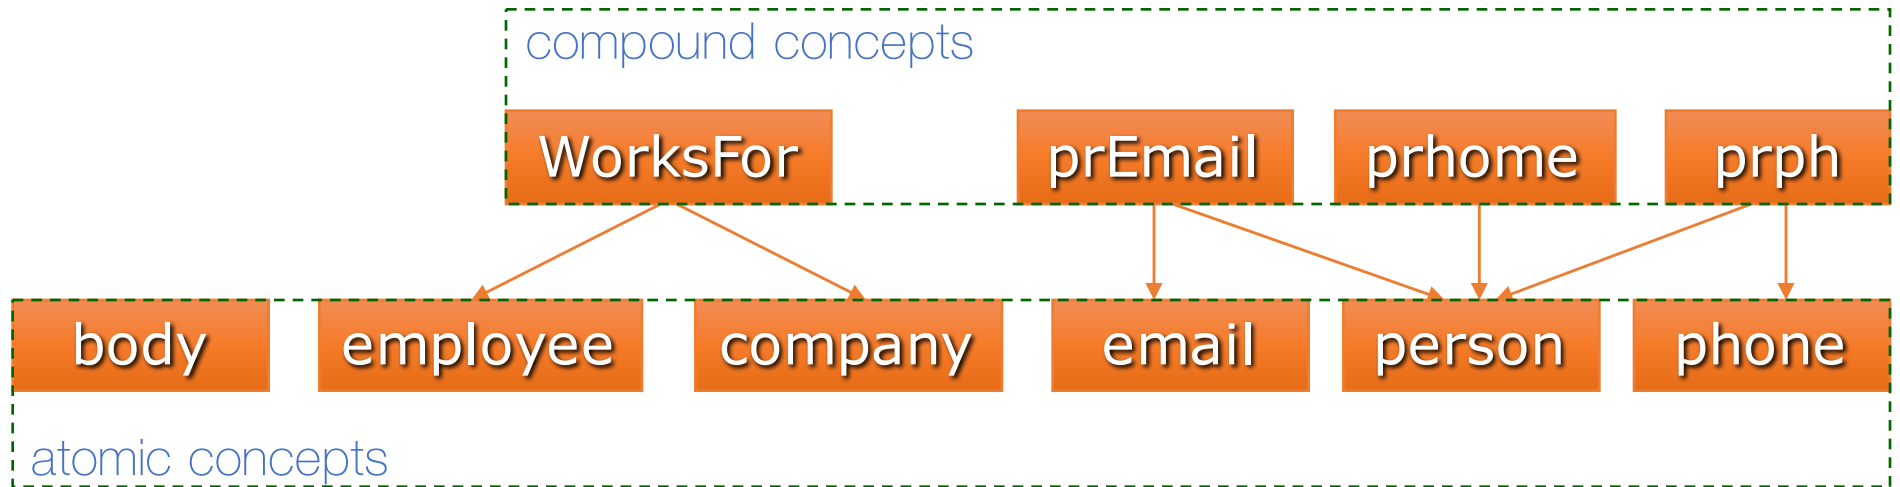 compound concepts
WorksFor prEmail prhome prph
body employee company email person phone
atomic concepts